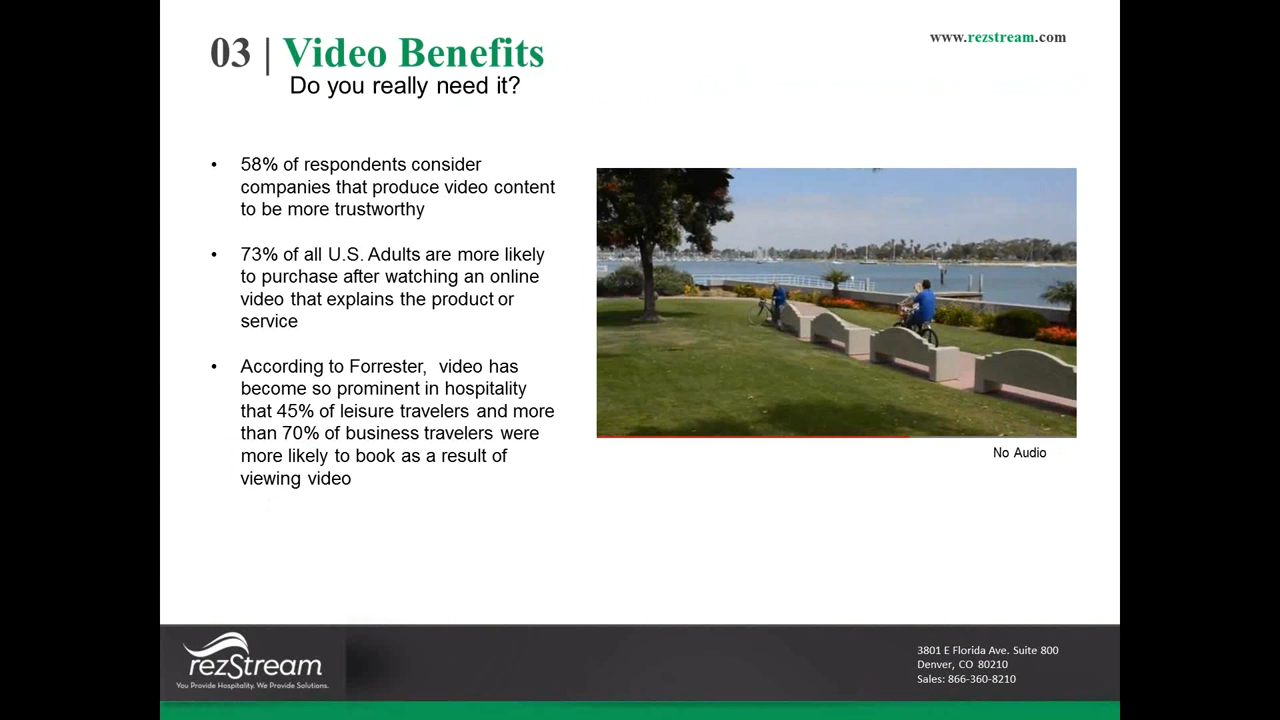 03 | Video Benefits
www.rezstream.com
Do you really need it?
• 58% of respondents consider
companies that produce video content
to be more trustworthy
• 73% of all U.S. Adults are more likely
to purchase after watching an online
video that explains the product or
service
• According to Forrester, video has
become so prominent in hospitality
that 45% of leisure travelers and more
than 70% of business travelers were
more likely to book as a result of
viewing video
No Audio
rezStream
You Provide Hospitality. We Provide Solutions.
3801 E Florida Ave. Suite 800
Denver, CO 80210
Sales: 866-360-8210